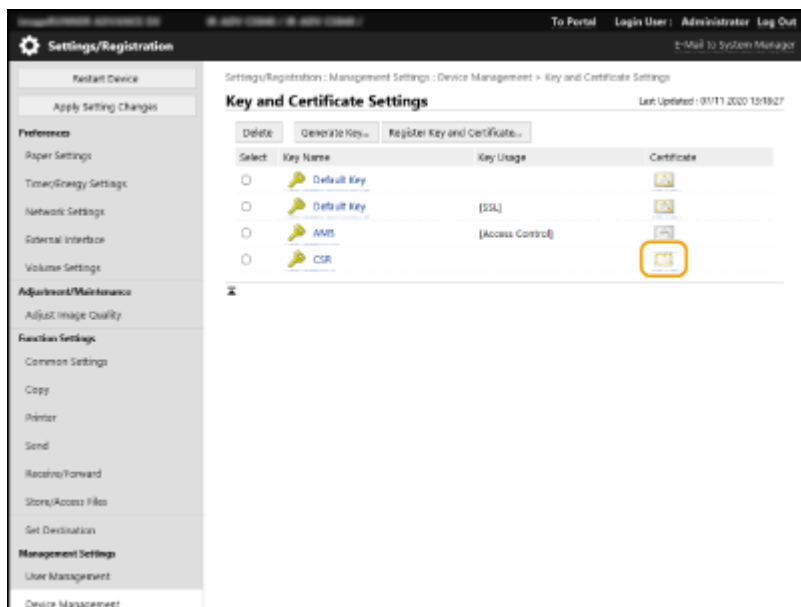 To Portal Login User : Administrator Log Out
Settings/Registration
E-Mail to System Manager
Restart Device
Apply Setting Changes
Preferences
Paper Settings
Timer/Energy Settings
Network Settings
External Interface
Volume Settings
Adjustment/Maintenance
Adjust Image Quality
Function Settings
Common Settings
Copy
Printer
Send
Receive/Forward
Store/Access Files
Set Destination
Management Settings
User Management
Device Management
Settings/Registration : Management Settings : Device Management > Key and Certificate Settings
Key and Certificate Settings
Last Updated : 01/11 2020 13:18:27
Delete Generate Key... Register Key and Certificate...
Select Key Name Key Usage Certificate
Default Key
Default Key [SSL]
AMS [Access Control]
CSR